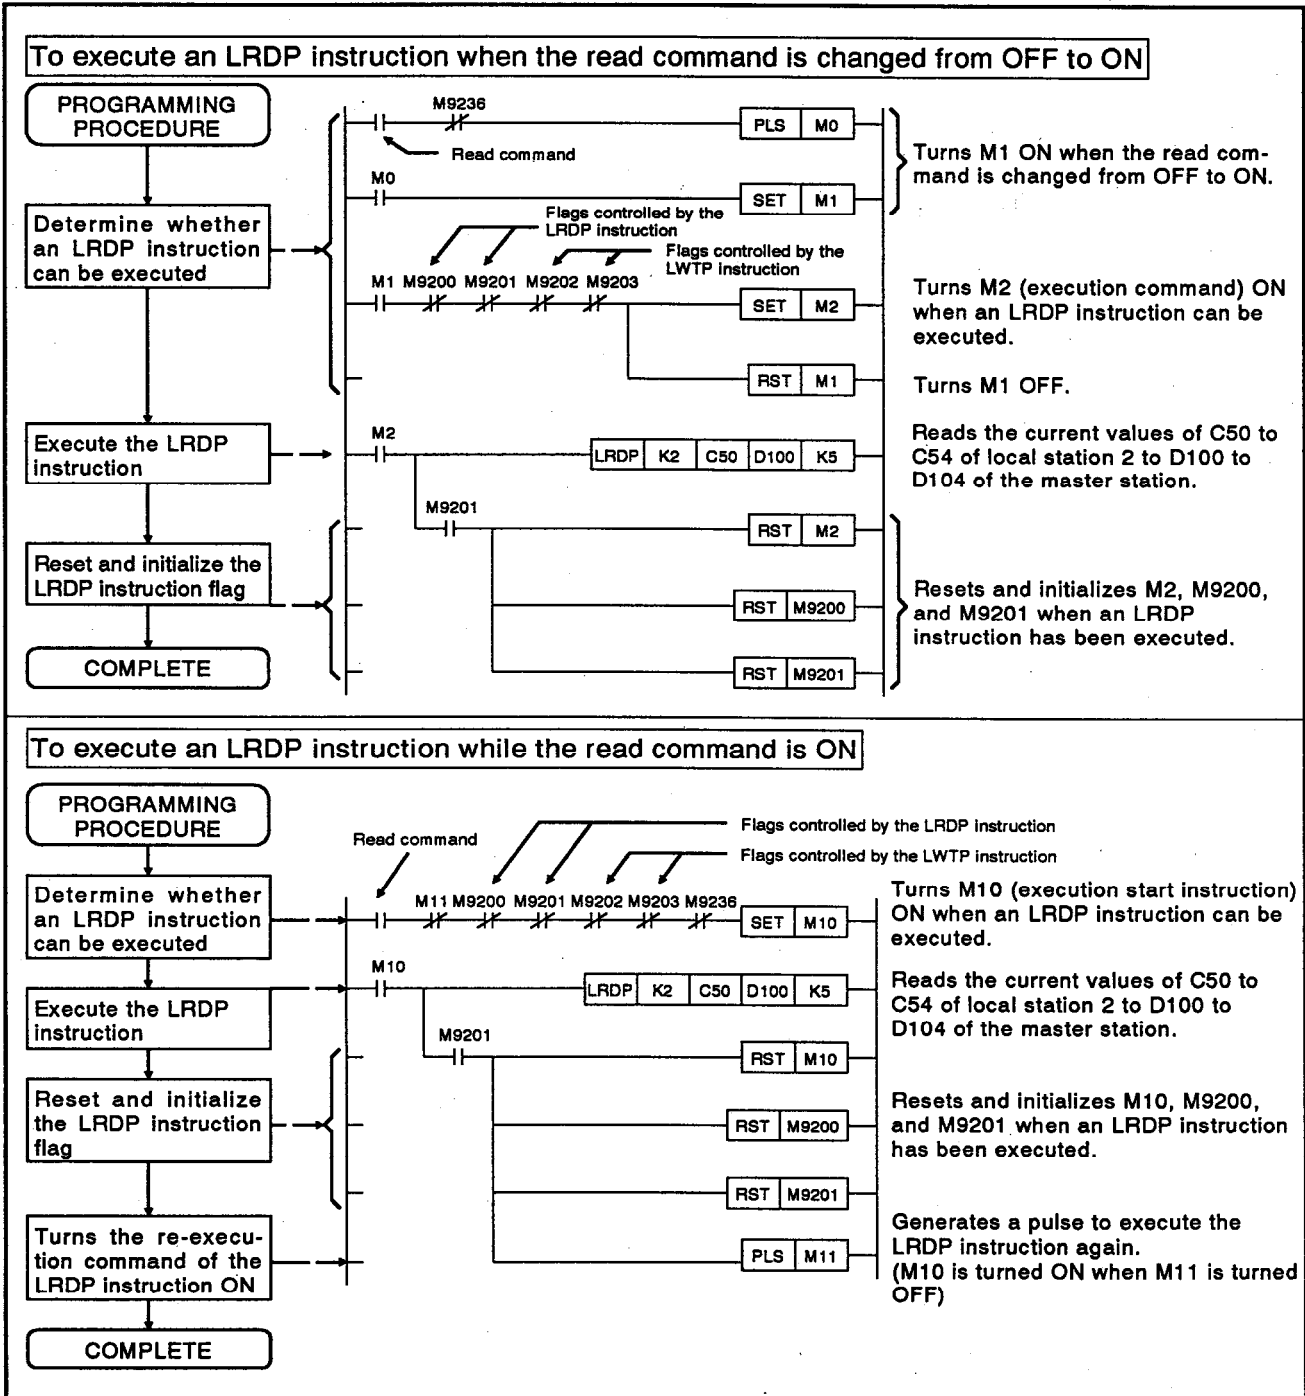 To execute an LRDP instruction when the read command is changed from OFF to ON
PROGRAMMING
PROCEDURE
M9236
PLS M0
Read command
Turns M1 ON when the read com-
mand is changed from OFF to ON.
M0
SET M1
Determine whether
an LRDP instruction
can be executed
Flags controlled by the
LRDP instruction
Flags controlled by the
LWTP instruction
M1 M9200 M9201 M9202 M9203
SET M2
Turns M2 (execution command) ON
when an LRDP instruction can be
executed.
RST M1
Turns M1 OFF.
Execute the LRDP
instruction
M2
LRDP K2 C50 D100 K5
Reads the current values of C50 to
C54 of local station 2 to D100 to
D104 of the master station.
M9201
RST M2
Reset and initialize the
LRDP instruction flag
RST M9200
Resets and initializes M2, M9200,
and M9201 when an LRDP
instruction has been executed.
COMPLETE
RST M9201
To execute an LRDP instruction while the read command is ON
PROGRAMMING
PROCEDURE
Read command
Flags controlled by the LRDP instruction
Flags controlled by the LWTP instruction
Determine whether
an LRDP instruction
can be executed
M11 M9200 M9201 M9202 M9203 M9236
SET M10
Turns M10 (execution start instruction)
ON when an LRDP instruction can be
executed.
Execute the LRDP
instruction
M10
LRDP K2 C50 D100 K5
Reads the current values of C50 to
C54 of local station 2 to D100 to
D104 of the master station.
M9201
RST M10
Reset and initialize
the LRDP instruction
flag
RST M9200
Resets and initializes M10, M9200,
and M9201 when an LRDP instruction
has been executed.
RST M9201
Turns the re-execu-
tion command of the
LRDP instruction ON
PLS M11
Generates a pulse to execute the
LRDP instruction again.
(M10 is turned ON when M11 is turned
OFF)
COMPLETE